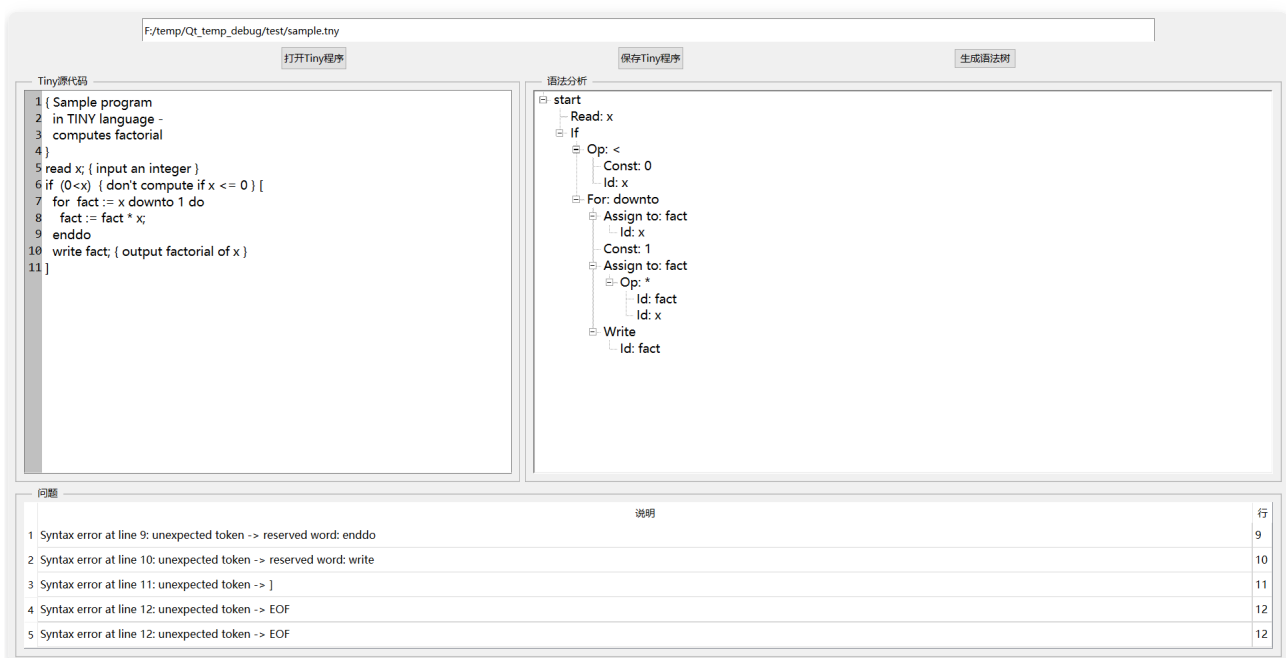 F:/temp/Qt_temp_debug/test/sample.tny
打开Tiny程序 保存Tiny程序 生成语法树
Tiny源代码
1 { Sample program
2 in TINY language -
3 computes factorial
4 }
5 read x; { input an integer }
6 if (0<x) { don't compute if x <= 0 } [
7 for fact := x downto 1 do
8 fact := fact * x;
9 enddo
10 write fact; { output factorial of x }
11 ]
语法分析
start
Read: x
If
Op: <
Const: 0
Id: x
For: downto
Assign to: fact
Id: x
Const: 1
Assign to: fact
Op: *
Id: fact
Id: x
Write
Id: fact
问题
说明 行
1 Syntax error at line 9: unexpected token -> reserved word: enddo 9
2 Syntax error at line 10: unexpected token -> reserved word: write 10
3 Syntax error at line 11: unexpected token -> ] 11
4 Syntax error at line 12: unexpected token -> EOF 12
5 Syntax error at line 12: unexpected token -> EOF 12